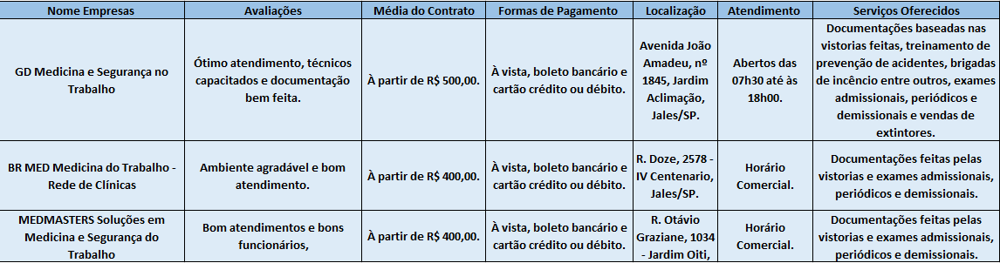 Nome Empresas
Avaliações
Média do Contrato
Formas de Pagamento
Localização
Atendimento
Serviços Oferecidos
GD Medicina e Segurança no
Trabalho
Ótimo atendimento, técnicos
capacitados e documentação
bem feita.
À partir de R$ 500,00.
À vista, boleto bancário e
cartão crédito ou débito.
Avenida João
Amadeu, nº
1845, Jardim
Aclimação,
Jales/SP.
Abertos das
07h30 até às
18h00.
Documentações baseadas nas
vistorias feitas, treinamento de
prevenção de acidentes, brigadas
de incêncio entre outros, exames
admissionais, periódicos e
demissionais e vendas de
extintores.
BR MED Medicina do Trabalho -
Rede de Clínicas
Ambiente agradável e bom
atendimento.
À partir de R$ 400,00.
À vista, boleto bancário e
cartão crédito ou débito.
R. Doze, 2578 -
IV Centenario,
Jales/SP.
Horário
Comercial.
Documentações feitas pelas
vistorias e exames admissionais,
periódicos e demissionais.
MEDMASTERS Soluções em
Medicina e Segurança do
Trabalho
Bom atendimentos e bons
funcionários,
À partir de R$ 400,00.
À vista, boleto bancário e
cartão crédito ou débito.
R. Otávio
Graziane, 1034
- Jardim Oiti,
Horário
Comercial.
Documentações feitas pelas
vistorias e exames admissionais,
periódicos e demissionais.